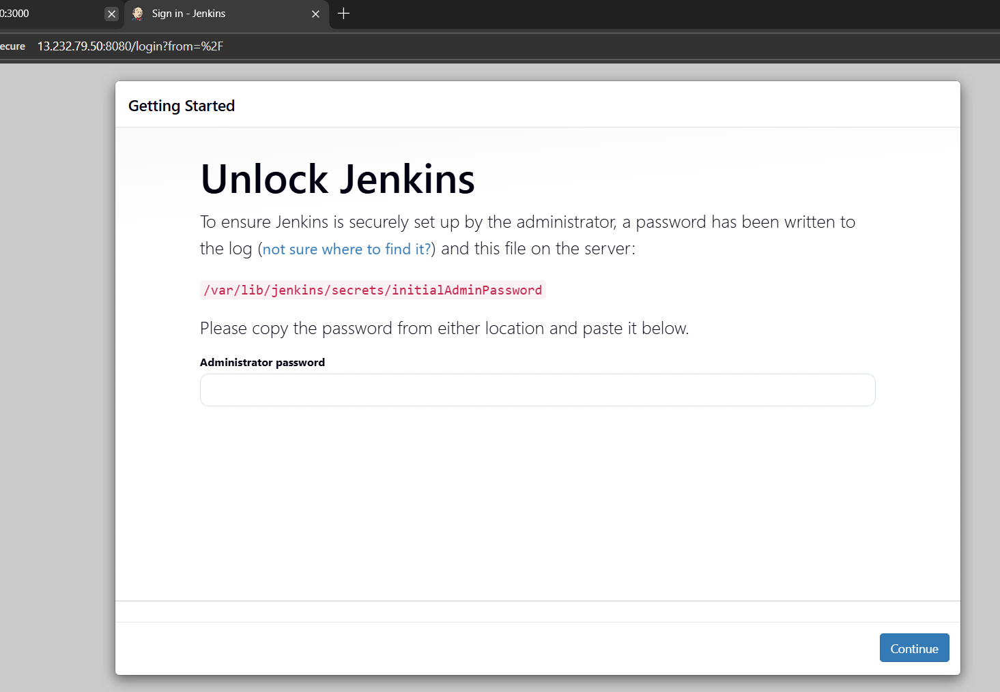 0:3000
Sign in - Jenkins
ecure 13.232.79.50:8080/login?from=%2F
Getting Started
Unlock Jenkins
To ensure Jenkins is securely set up by the administrator, a password has been written to
the log (not sure where to find it?) and this file on the server:
/var/lib/jenkins/secrets/initialAdminPassword
Please copy the password from either location and paste it below.
Administrator password
Continue